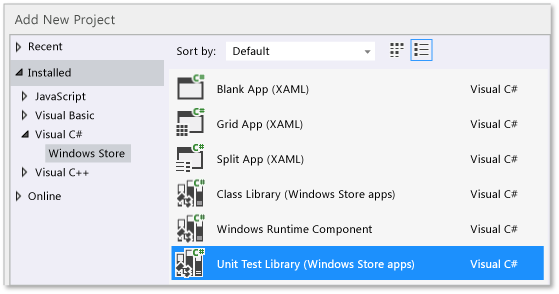 Add New Project
Recent
Installed
JavaScript
Visual Basic
Visual C#
Windows Store
Visual C++
Online
Sort by: Default
C# Blank App (XAML) Visual C#
C# Grid App (XAML) Visual C#
C# Split App (XAML) Visual C#
C# Class Library (Windows Store apps) Visual C#
C# Windows Runtime Component Visual C#
C# Unit Test Library (Windows Store apps) Visual C#